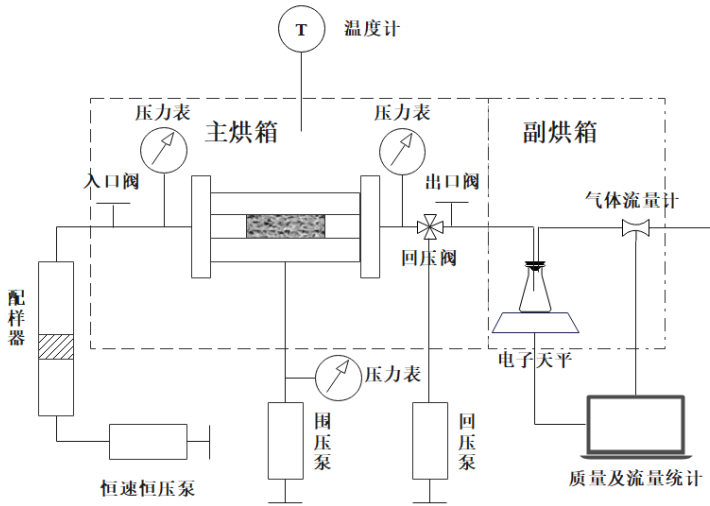 T
温度计
压力表
主烘箱
压力表
副烘箱
入口阀
出口阀
气体流量计
回压阀
配样器
电子天平
压力表
围压泵
回压泵
恒速恒压泵
质量及流量统计